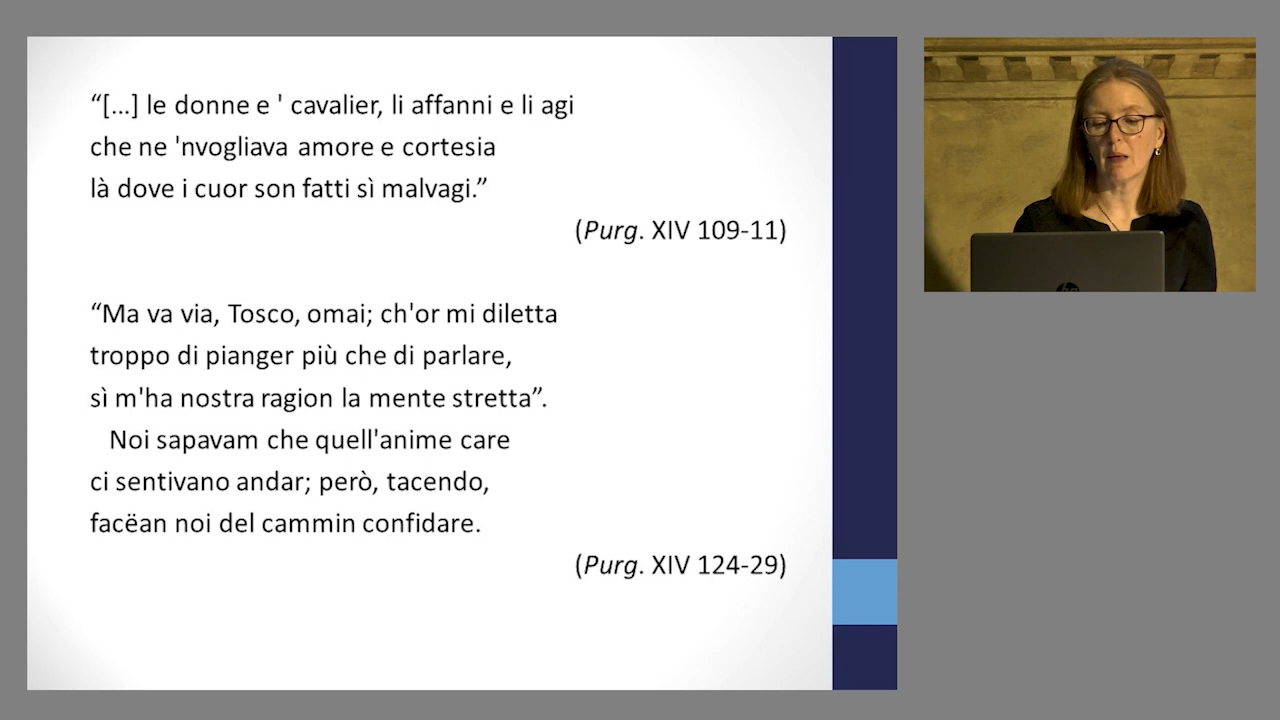 “[...] le donne e ' cavalier, li affanni e li agi
che ne 'nvogliava amore e cortesia
là dove i cuor son fatti sì malvagi.”
(Purg. XIV 109-11)
“Ma va via, Tosco, omai; ch'or mi diletta
troppo di pianger più che di parlare,
sì m'ha nostra ragion la mente stretta”.
Noi sapavam che quell'anime care
ci sentivano andar; però, tacendo,
facëan noi del cammin confidare.
(Purg. XIV 124-29)
hp